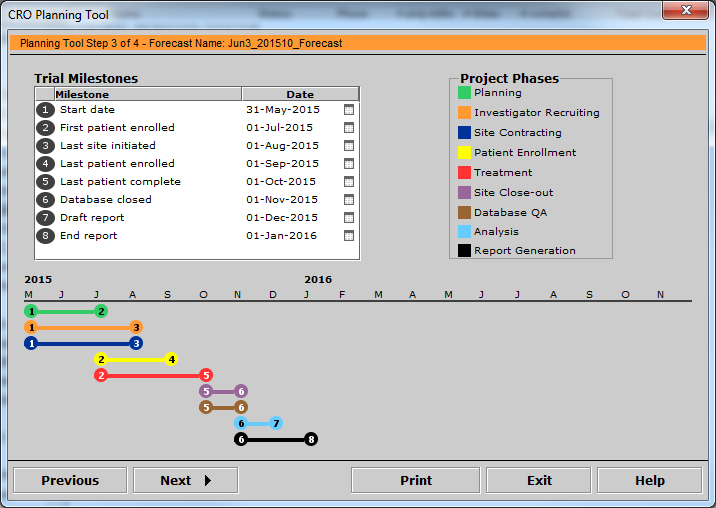 CRO Planning Tool
Planning Tool Step 3 of 4 - Forecast Name: Jun3_201510_Forecast
Trial Milestones
Milestone Date
1 Start date 31-May-2015
2 First patient enrolled 01-Jul-2015
3 Last site initiated 01-Aug-2015
4 Last patient enrolled 01-Sep-2015
5 Last patient complete 01-Oct-2015
6 Database closed 01-Nov-2015
7 Draft report 01-Dec-2015
8 End report 01-Jan-2016
Project Phases
Planning
Investigator Recruiting
Site Contracting
Patient Enrollment
Treatment
Site Close-out
Database QA
Analysis
Report Generation
2015 2016
M J J A S O N D J F M A M J J A S O N
1 2
1 3
1 3
2 4
2 5
5 6
5 6
6 7
6 8
Previous Next Print Exit Help